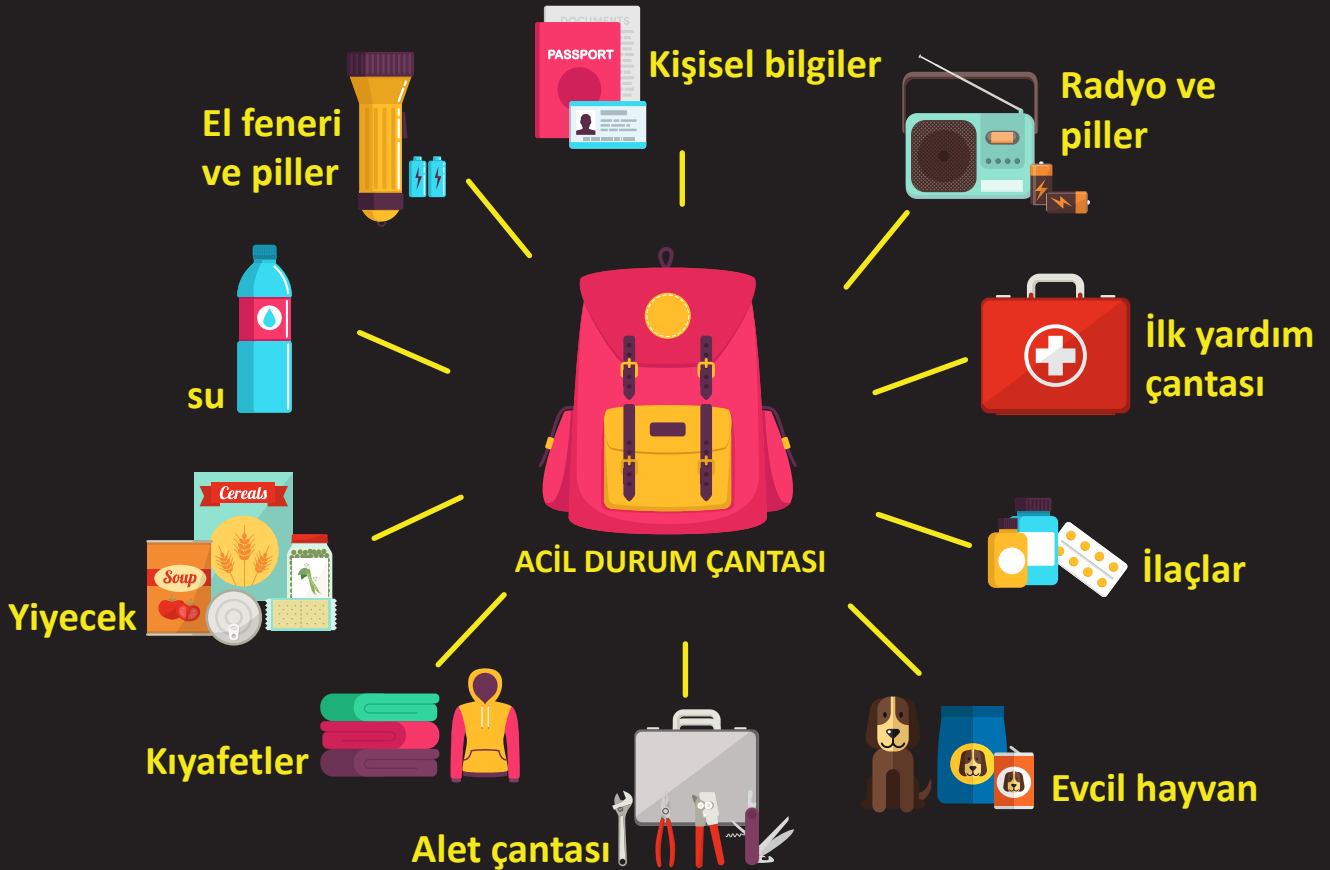 DOCUMENTS
PASSPORT
Kişisel bilgiler
El feneri
ve piller
Radyo ve
piller
su
İlk yardım
çantası
Cereals
Soup
Yiyecek
ACİL DURUM ÇANTASI
İlaçlar
Kıyafetler
Evcil hayvan
Alet çantası